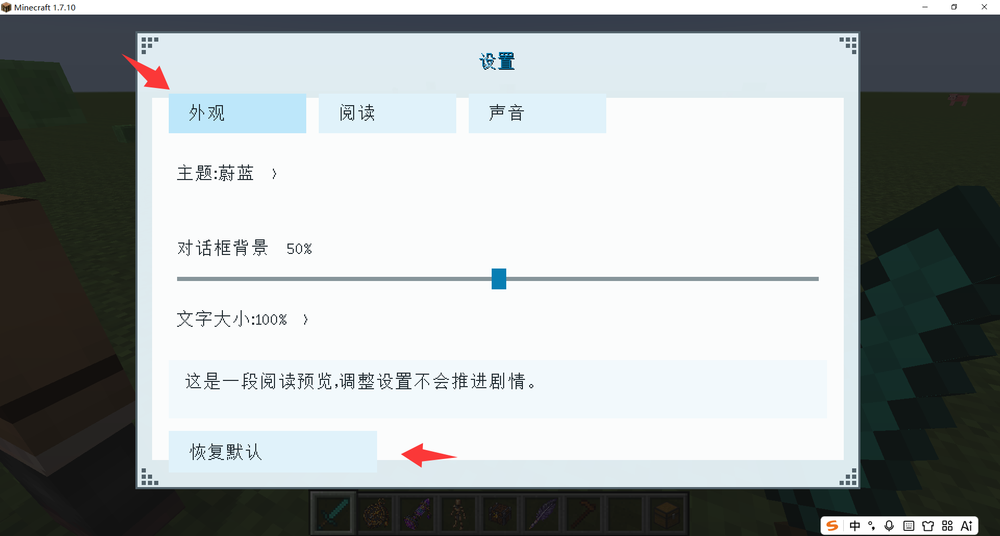 Minecraft 1.7.10
设置
外观 阅读 声音
主题:蔚蓝 >
对话框背景 50%
文字大小:100% >
这是一段阅读预览,调整设置不会推进剧情。
恢复默认
S 中 Ai